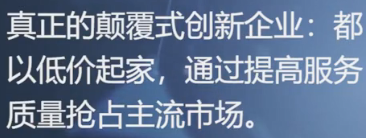 真正的颠覆式创新企业：都
以低价起家，通过提高服务
质量抢占主流市场。